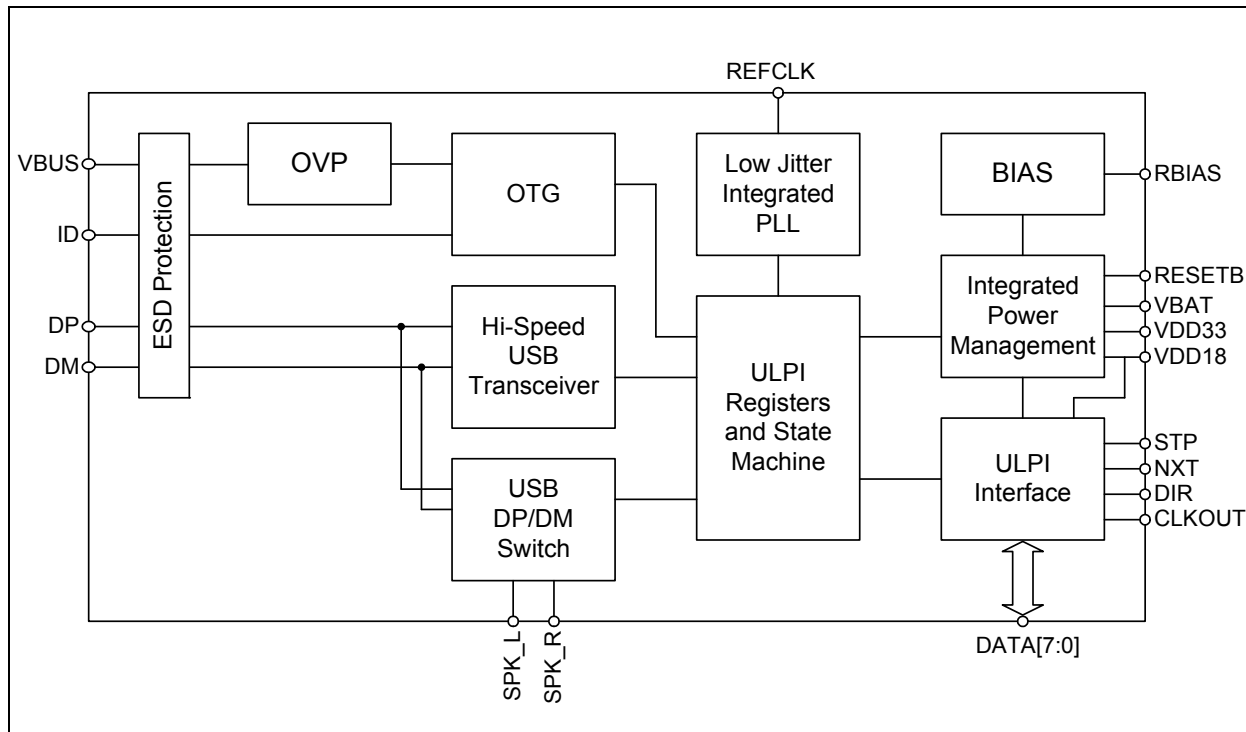 REFCLK
VBUS
ID
DP
DM
ESD Protection
OVP
OTG
Hi-Speed
USB
Transceiver
USB
DP/DM
Switch
SPK_L
SPK_R
Low Jitter
Integrated
PLL
ULPI
Registers
and State
Machine
BIAS
Integrated
Power
Management
ULPI
Interface
RBIAS
RESETB
VBAT
VDD33
VDD18
STP
NXT
DIR
CLKOUT
DATA[7:0]